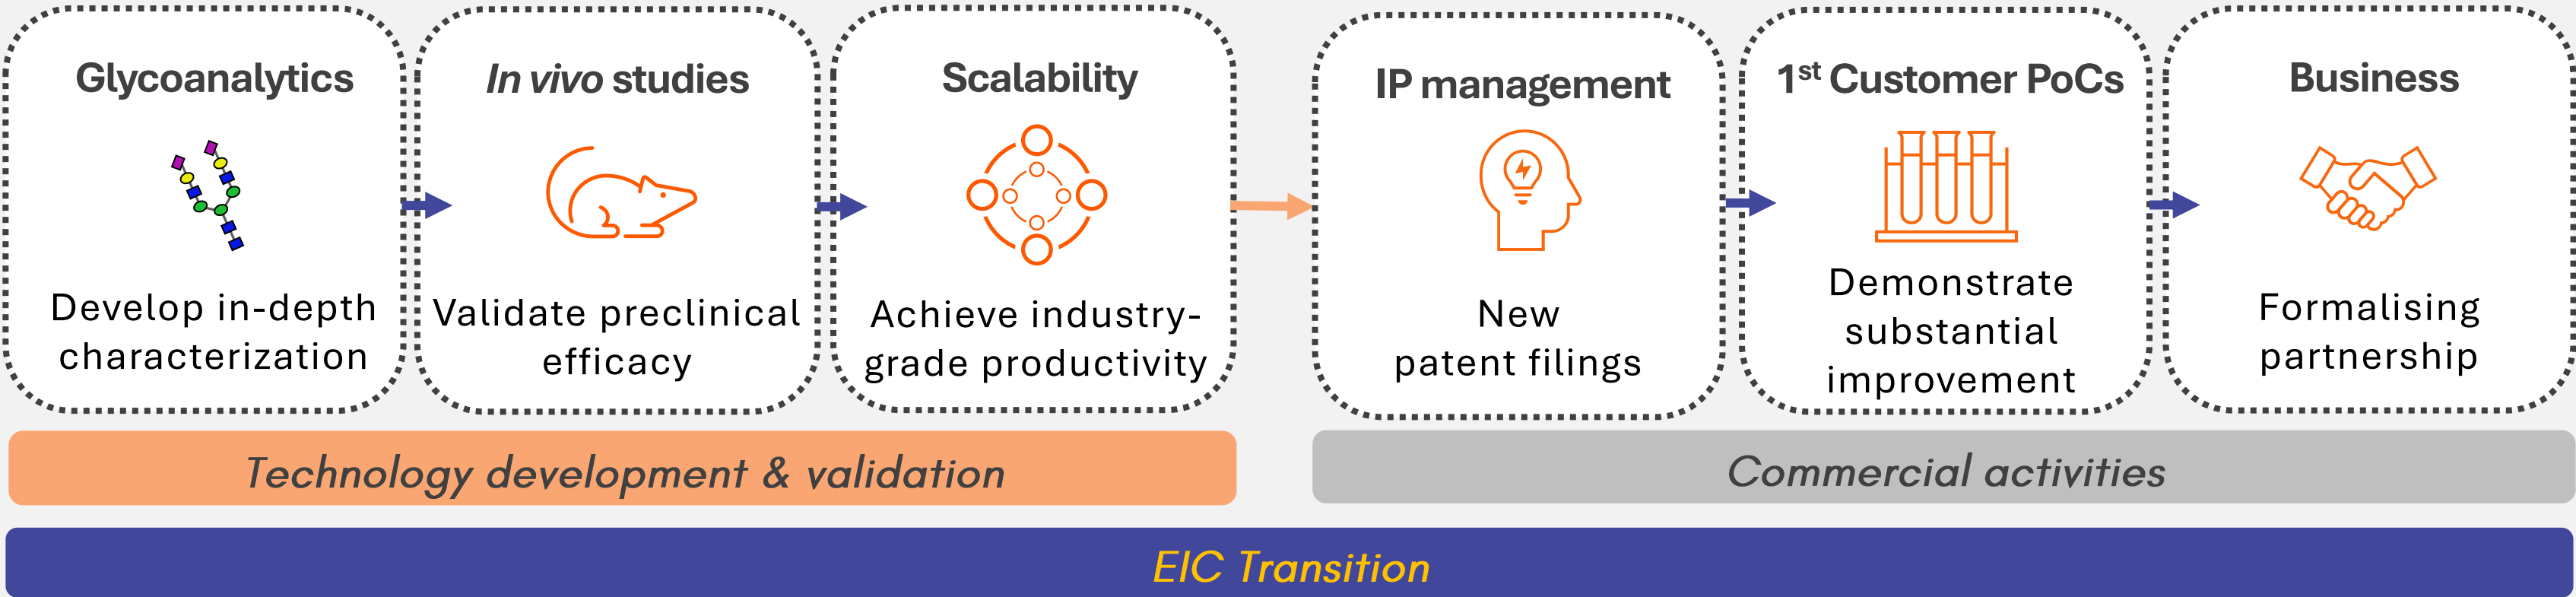 Glycoanalytics
Develop in-depth
characterization
In vivo studies
Validate preclinical
efficacy
Scalability
Achieve industry-
grade productivity
IP management
New
patent filings
1st Customer PoCs
Demonstrate
substantial
improvement
Business
Formalising
partnership
Technology development & validation
Commercial activities
EIC Transition